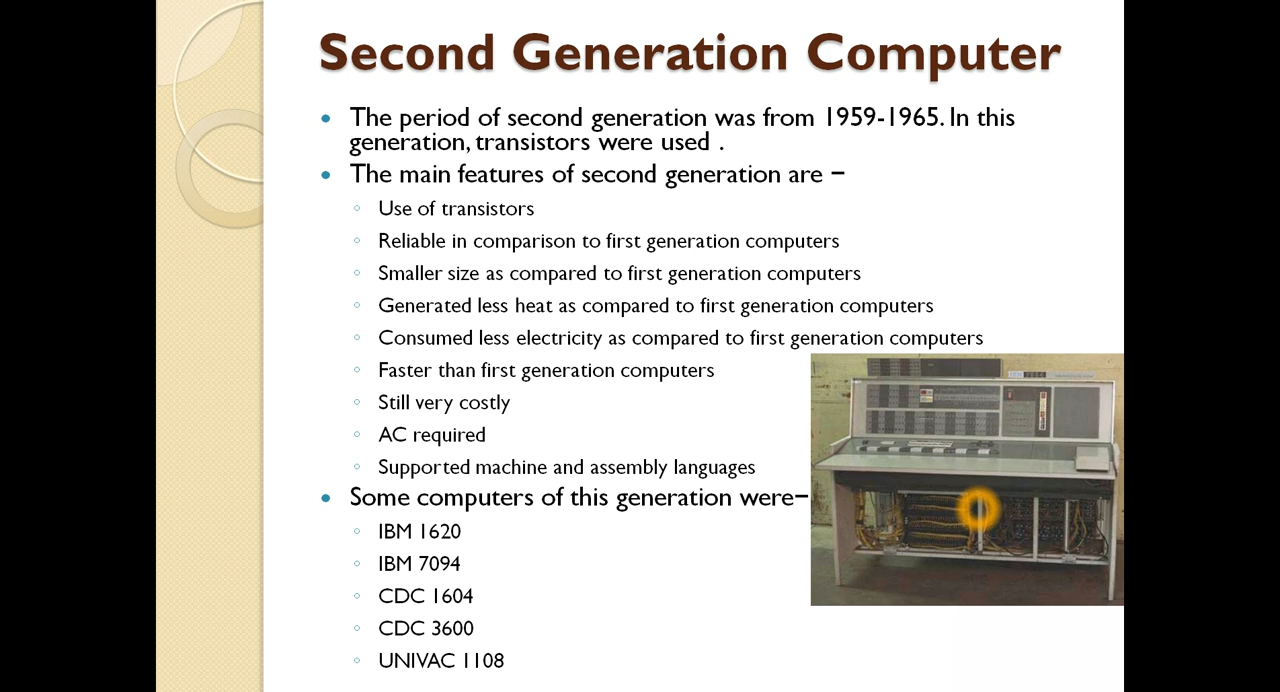 Second Generation Computer
• The period of second generation was from 1959-1965. In this
generation, transistors were used .
• The main features of second generation are −
◦ Use of transistors
◦ Reliable in comparison to first generation computers
◦ Smaller size as compared to first generation computers
◦ Generated less heat as compared to first generation computers
◦ Consumed less electricity as compared to first generation computers
◦ Faster than first generation computers
◦ Still very costly
◦ AC required
◦ Supported machine and assembly languages
• Some computers of this generation were−
◦ IBM 1620
◦ IBM 7094
◦ CDC 1604
◦ CDC 3600
◦ UNIVAC 1108